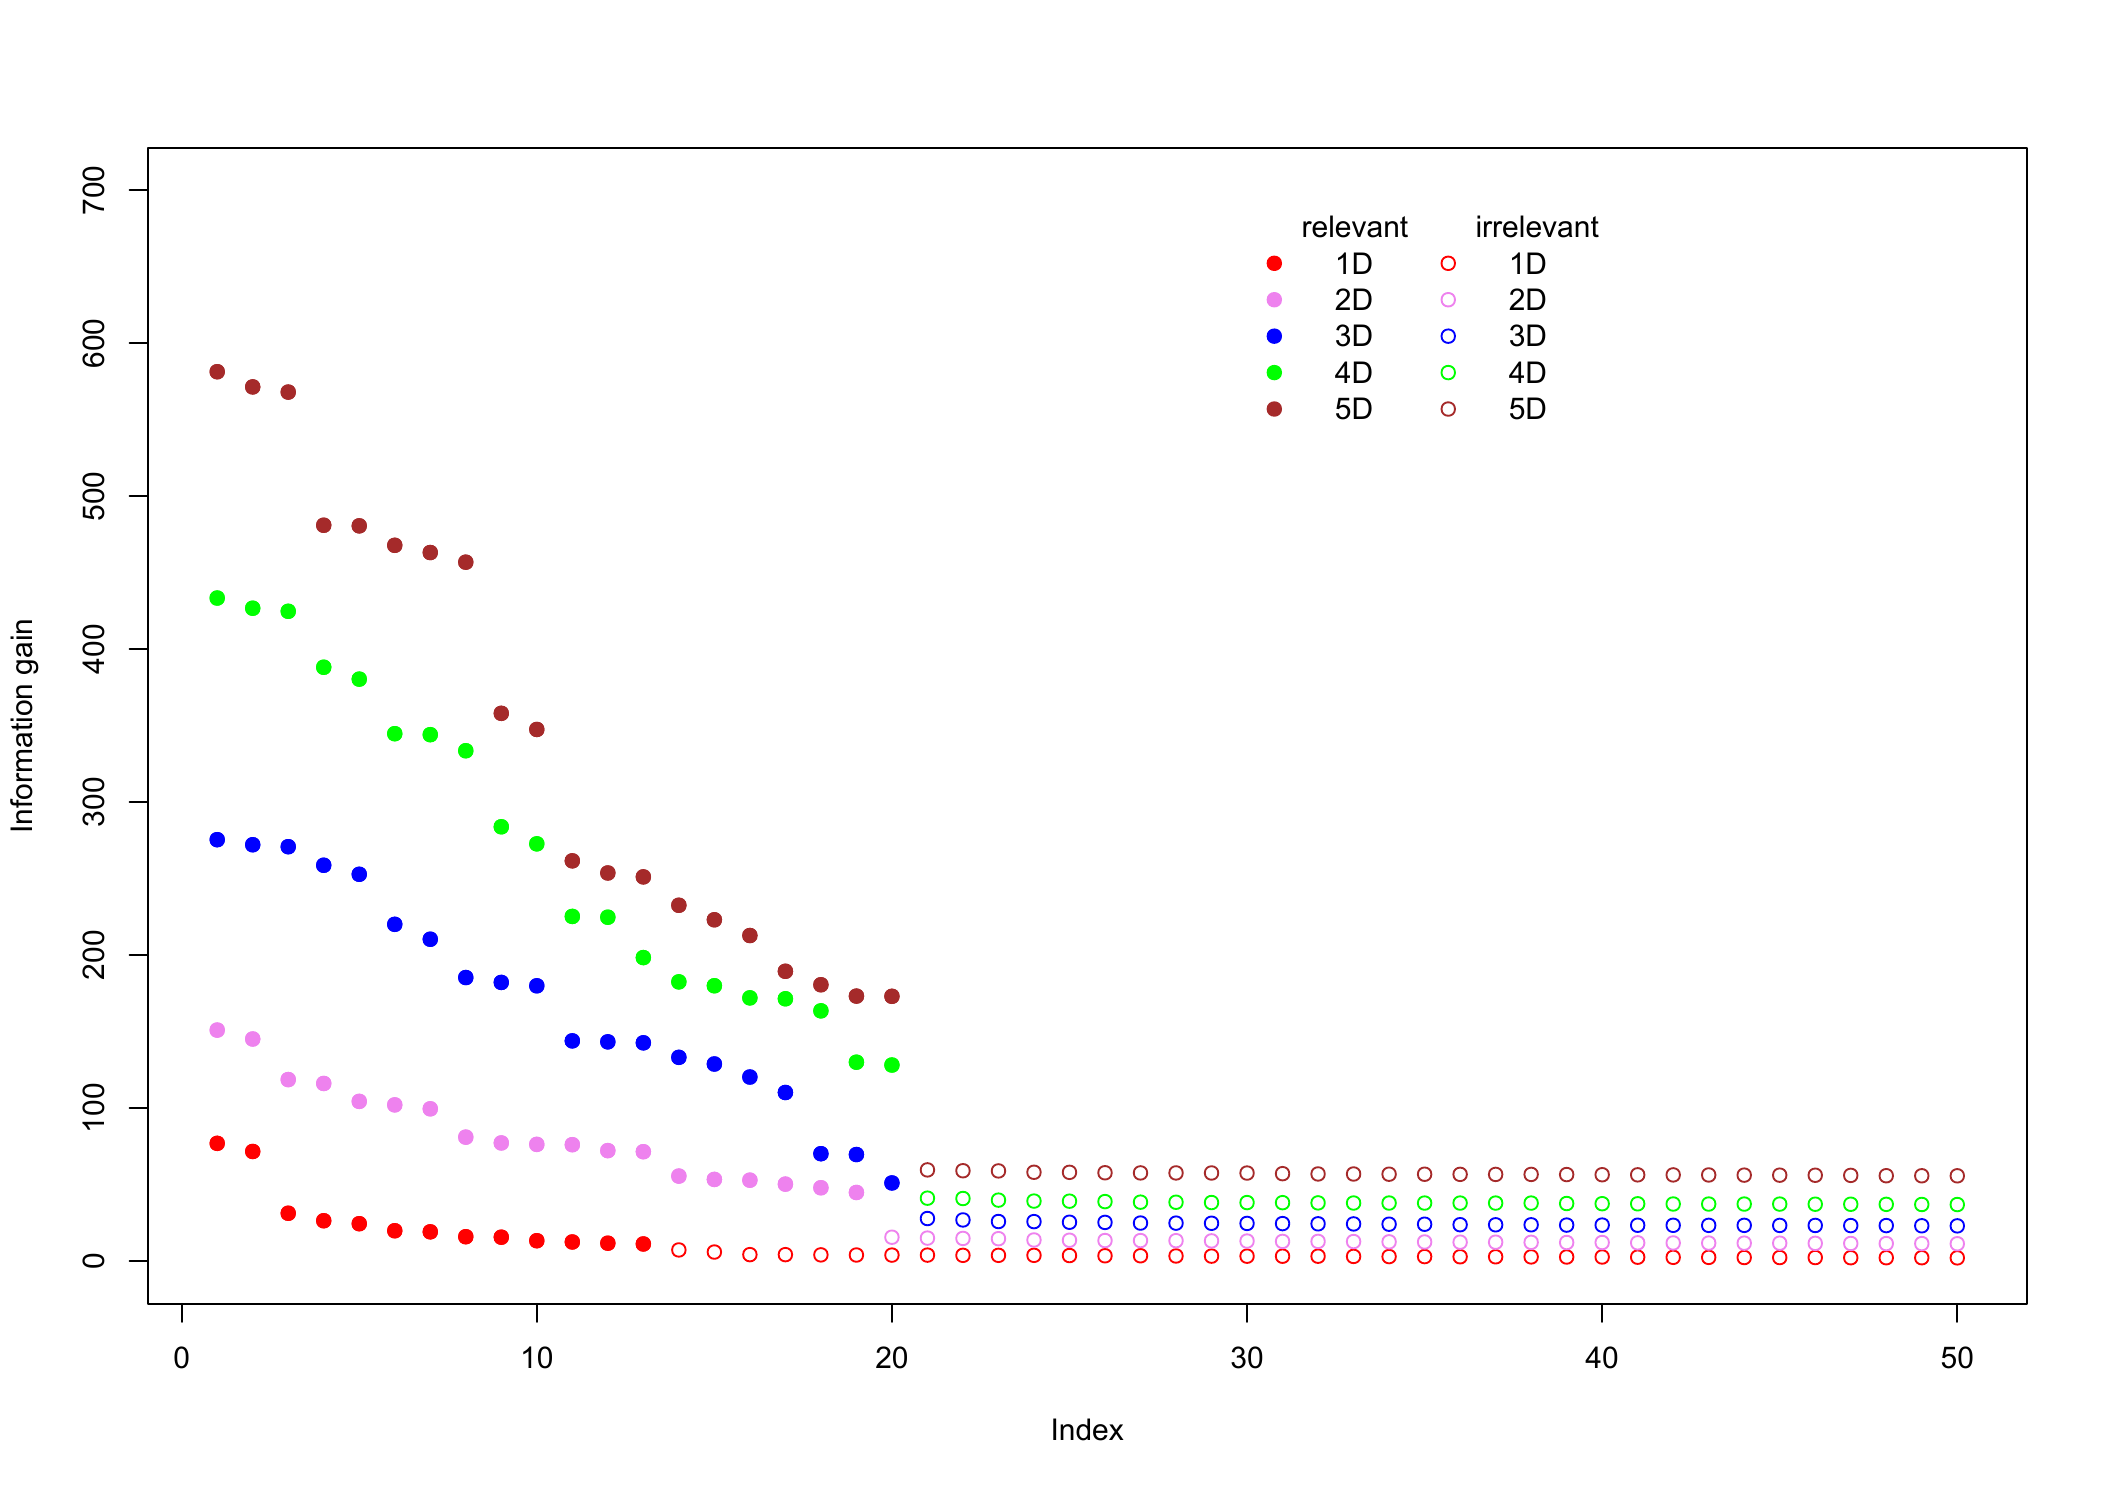 700
600
500
400
300
200
100
0
Information gain
relevant irrelevant
1D 1D
2D 2D
3D 3D
4D 4D
5D 5D
0 10 20 30 40 50
Index